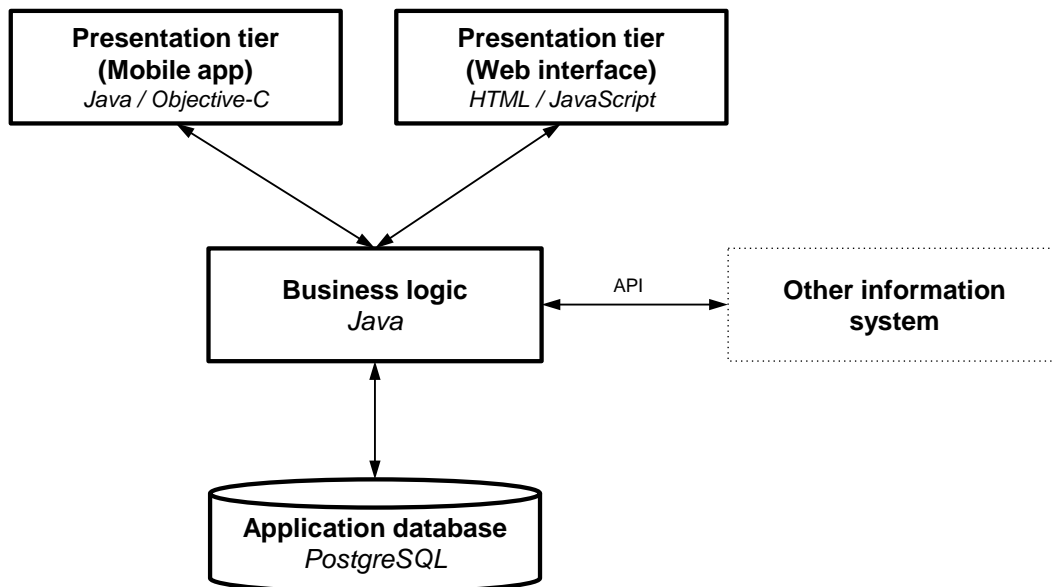 Presentation tier
(Mobile app)
Java / Objective-C
Presentation tier
(Web interface)
HTML / JavaScript
Business logic
Java
API
Other information
system
Application database
PostgreSQL